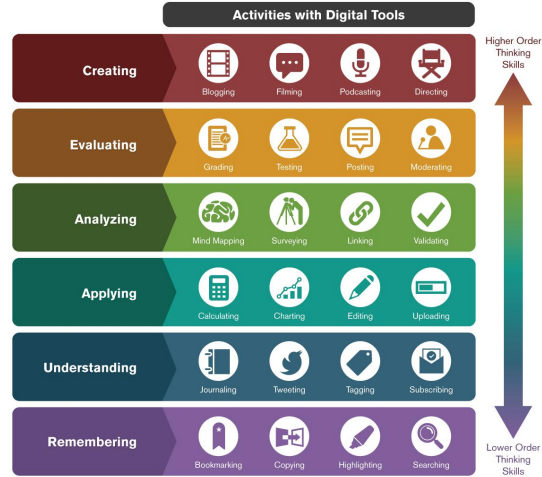 Activities with Digital Tools
Higher Order
Thinking
Skills
Creating
Blogging Filming Podcasting Directing
Evaluating
Grading Testing Posting Moderating
Analyzing
Mind Mapping Surveying Linking Validating
Applying
Calculating Charting Editing Uploading
Understanding
Journaling Tweeting Tagging Subscribing
Remembering
Bookmarking Copying Highlighting Searching
Lower Order
Thinking
Skills